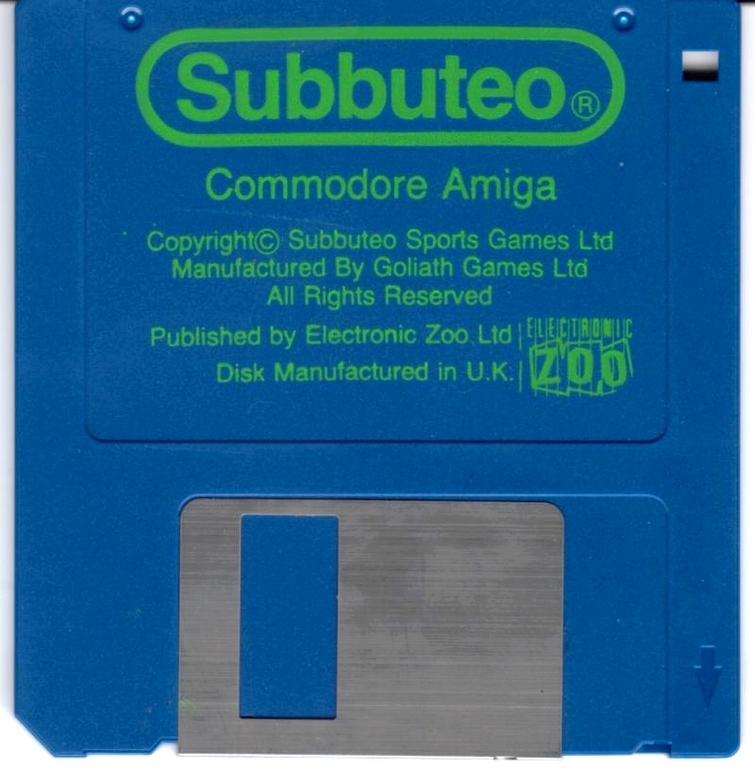 Subbuteo®
Commodore Amiga
Copyright© Subbuteo Sports Games Ltd
Manufactured By Goliath Games Ltd
All Rights Reserved
Published by Electronic Zoo Ltd
Disk Manufactured in U.K.
ELECTRONIC
ZOO